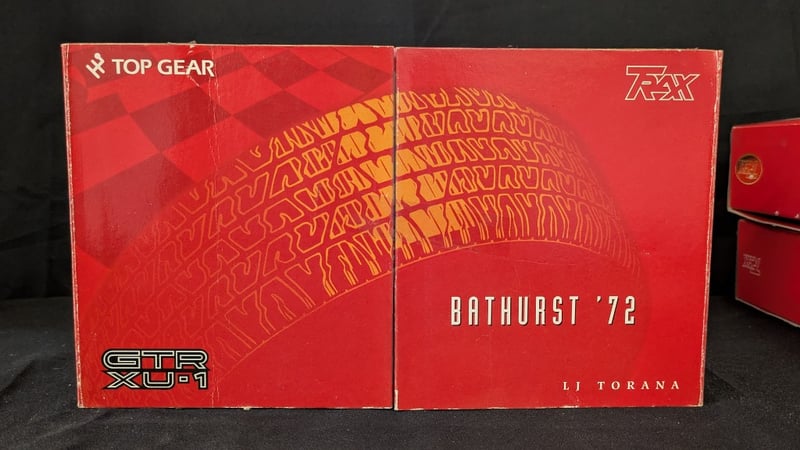 TOP GEAR
TRAX
GTR
XU-1
BATHURST '72
LJ TORANA